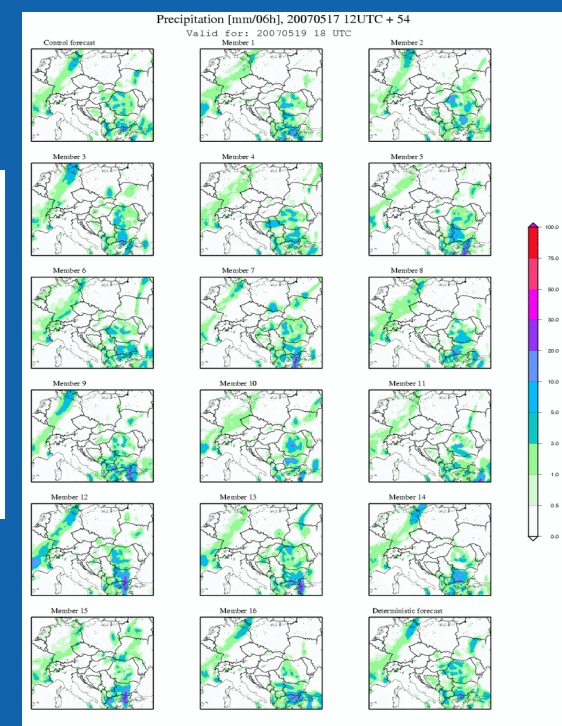 Precipitation [mm/06h], 20070517 12UTC + 54
Valid for: 20070519 18 UTC
Control forecast
Member 1
Member 2
Member 3
Member 4
Member 5
Member 6
Member 7
Member 8
Member 9
Member 10
Member 11
Member 12
Member 13
Member 14
Member 15
Member 16
Deterministic forecast
100.0
75.0
50.0
30.0
20.0
10.0
5.0
2.0
1.0
0.5
0.0